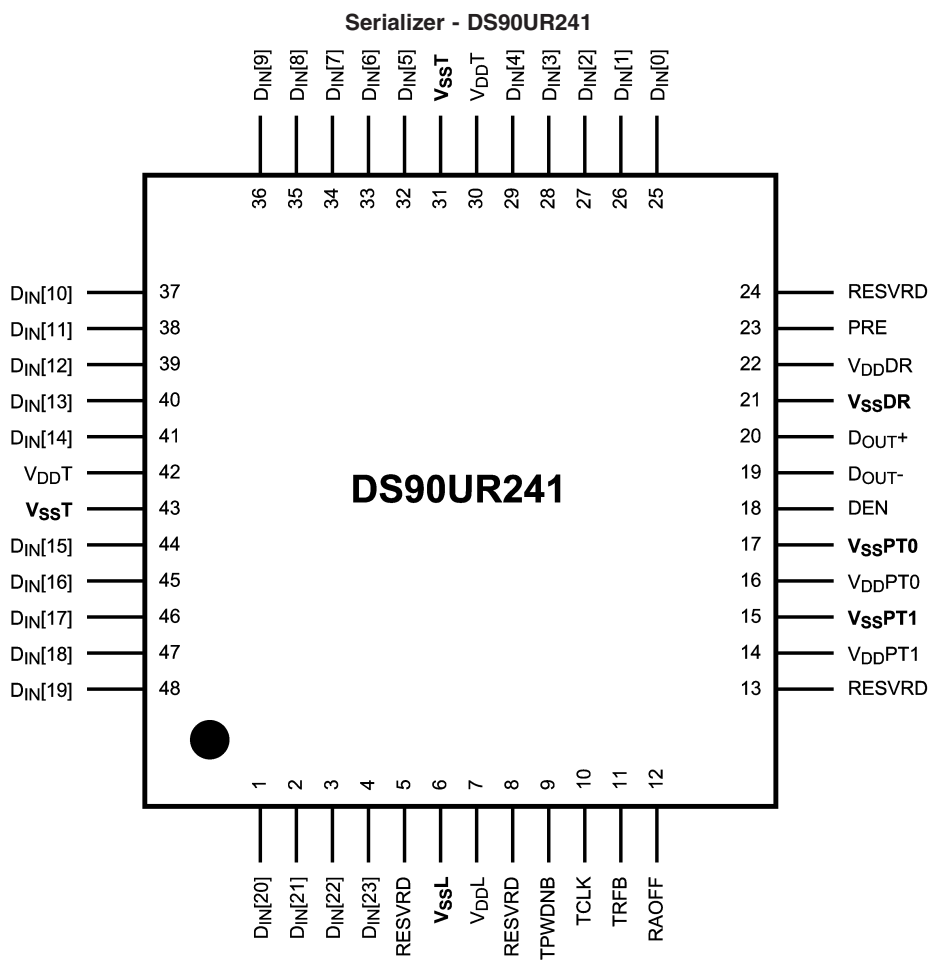 Serializer - DS90UR241
DIN[9]
DIN[8]
DIN[7]
DIN[6]
DIN[5]
VSST
VDDT
DIN[4]
DIN[3]
DIN[2]
DIN[1]
DIN[0]
36
35
34
33
32
31
30
29
28
27
26
25
DIN[10] 37
DIN[11] 38
DIN[12] 39
DIN[13] 40
DIN[14] 41
VDDT 42
VSST 43
DIN[15] 44
DIN[16] 45
DIN[17] 46
DIN[18] 47
DIN[19] 48
DS90UR241
24 RESVRD
23 PRE
22 VDDDR
21 VSSDR
20 DOUT+
19 DOUT-
18 DEN
17 VSSPT0
16 VDDPT0
15 VSSPT1
14 VDDPT1
13 RESVRD
1
2
3
4
5
6
7
8
9
10
11
12
DIN[20]
DIN[21]
DIN[22]
DIN[23]
RESVRD
VSSL
VDDL
RESVRD
TPWDNB
TCLK
TRFB
RAOFF